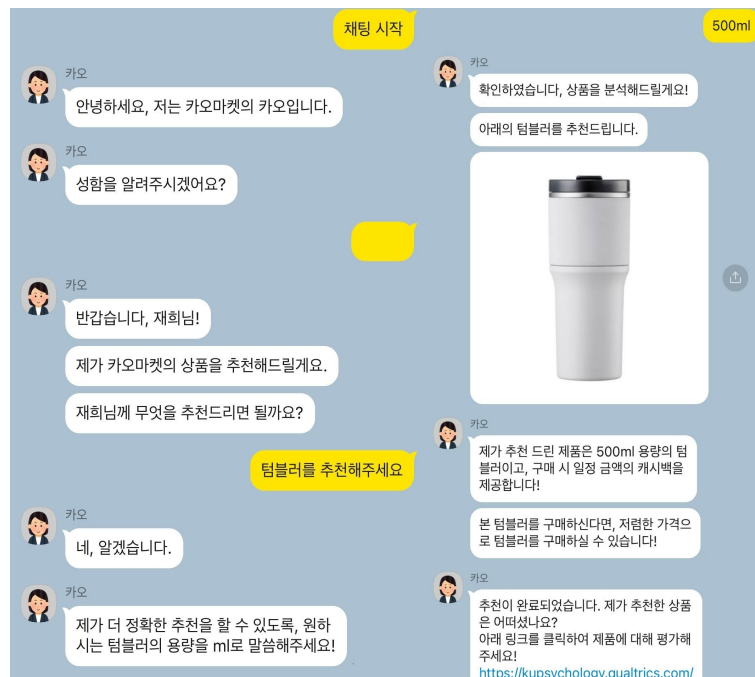 채팅 시작
카오
안녕하세요, 저는 카오마켓의 카오입니다.
카오
성함을 알려주시겠어요?
카오
반갑습니다, 재희님!
제가 카오마켓의 상품을 추천해드릴게요.
재희님께 무엇을 추천드리면 될까요?
텀블러를 추천해주세요
카오
네, 알겠습니다.
카오
제가 더 정확한 추천을 할 수 있도록, 원하
시는 텀블러의 용량을 ml로 말씀해주세요!
500ml
카오
확인하였습니다, 상품을 분석해드릴게요!
아래의 텀블러를 추천드립니다.
카오
제가 추천 드린 제품은 500ml 용량의 텀
블러이고, 구매 시 일정 금액의 캐시백을
제공합니다!
본 텀블러를 구매하신다면, 저렴한 가격으
로 텀블러를 구매하실 수 있습니다!
카오
추천이 완료되었습니다. 제가 추천한 상품
은 어떠셨나요?
아래 링크를 클릭하여 제품에 대해 평가해
주세요!
https://kupsychology.qualtrics.com/